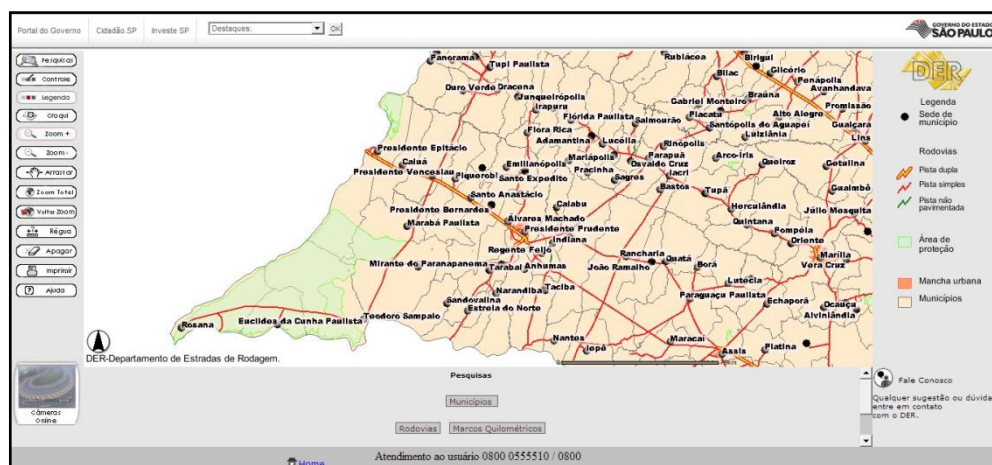 Portal do Governo
Cidadão.SP
Investe SP
Destaques:
OK
GOVERNO DO ESTADO
SÃO PAULO
Pesquisas
Controle
Legenda
Croqui
Zoom +
Zoom -
Arrastar
Zoom Total
Voltar Zoom
Régua
Apagar
Imprimir
Ajuda
Câmeras
Online
Panorama
Tupi Paulista
Rubiácea
Birigui
Glicério
Penápolis
Bilac
Avanhandava
Ouro Verde
Dracena
Junqueirópolis
Braúna
Irapuru
Gabriel Monteiro
Promissão
Flórida Paulista
Salmourão
Piacatu
Alto Alegre
Santópolis do Aguapeí
Guaiçara
Flora Rica
Luiziânia
Lins
Adamantina
Lucélia
Rinópolis
Presidente Epitácio
Mariápolis
Parapuã
Arco-Íris
Caiuá
Emilianópolis
Osvaldo Cruz
Queiroz
Getulina
Presidente Venceslau
Piquerobi
Santo Expedito
Pracinha
Iacri
Sagres
Bastos
Tupã
Guaimbê
Santo Anastácio
Caiabu
Herculândia
Presidente Bernardes
Álvares Machado
Júlio Mesquita
Quintana
Marabá Paulista
Presidente Prudente
Pompéia
Indiana
Oriente
Regente Feijó
Rancharia
Quatá
Marília
Mirante do Paranapanema
Tarabai
Anhumas
João Ramalho
Borá
Vera Cruz
Lutécia
Narandiba
Taciba
Paraguaçu Paulista
Echaporã
Ocauçu
Sandovalina
Estrela do Norte
Alvinlândia
Rosana
Euclides da Cunha Paulista
Teodoro Sampaio
Nantes
Iepê
Maracaí
Assis
Platina
DER-Departamento de Estradas de Rodagem.
DER
Legenda
Sede de
município
Rodovias
Pista dupla
Pista simples
Pista não
pavimentada
Área de
proteção
Mancha urbana
Municípios
Pesquisas
Municípios
Rodovias
Marcos Quilométricos
Fale Conosco
Qualquer sugestão ou dúvida
entre em contato
com o DER.
Home
Atendimento ao usuário 0800 0555510 / 0800